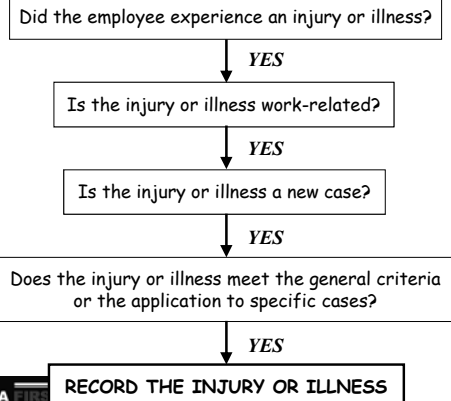 Did the employee experience an injury or illness?
YES
Is the injury or illness work-related?
YES
Is the injury or illness a new case?
YES
Does the injury or illness meet the general criteria
or the application to specific cases?
YES
RECORD THE INJURY OR ILLNESS
A FIRS